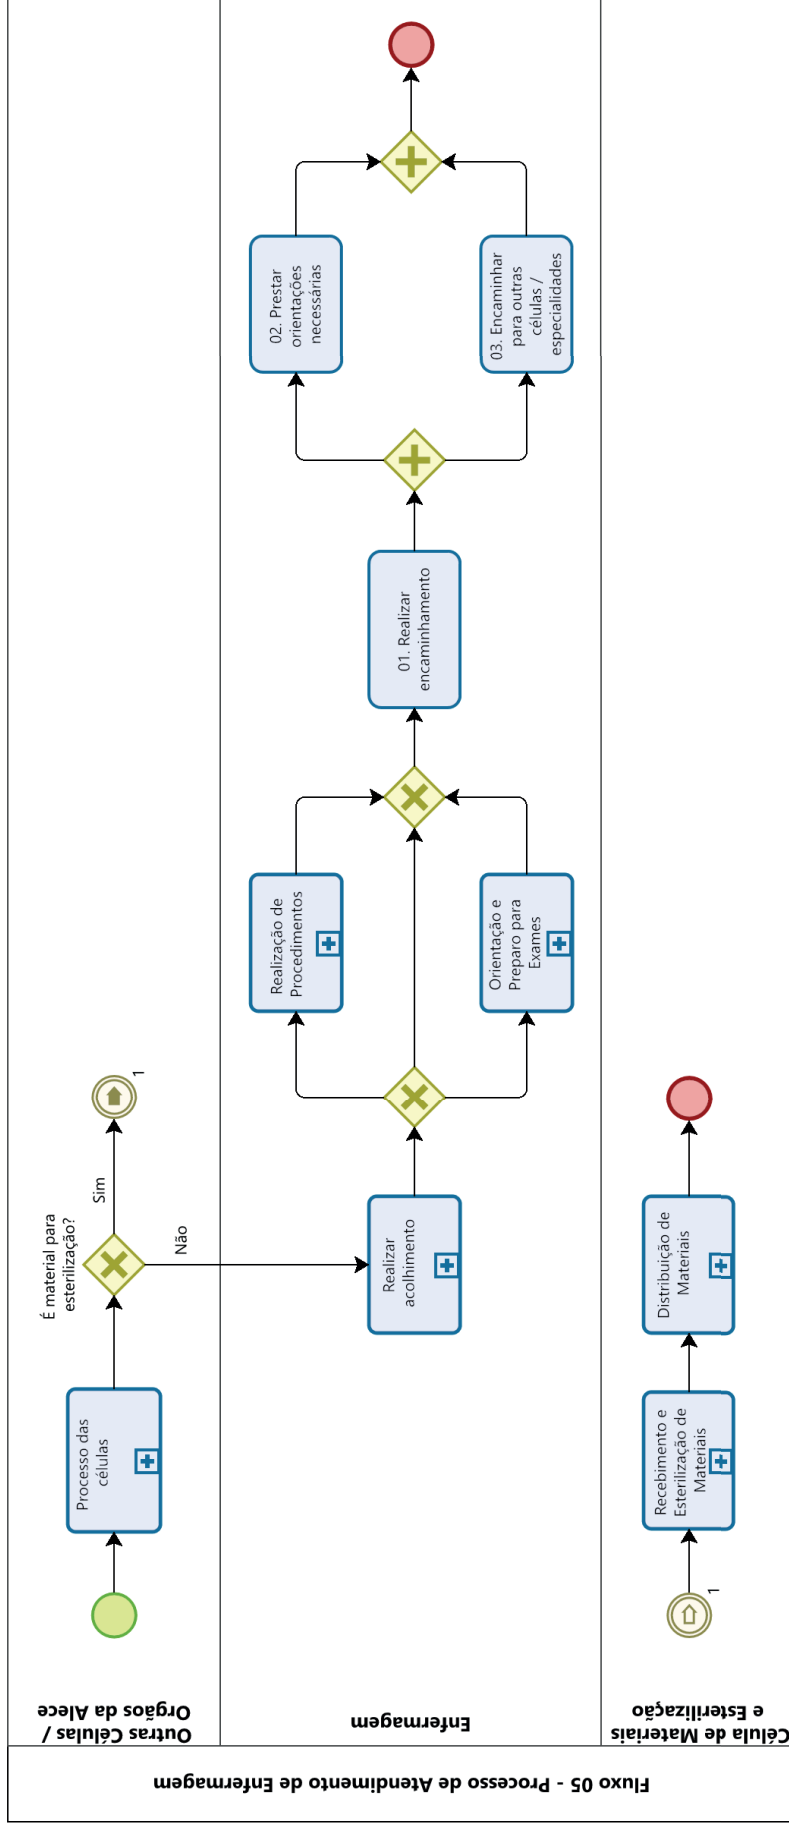 Fluxo 05 - Processo de Atendimento de Enfermagem
Outras Células /
Orgãos da Alece
Processo das
células
É material para
esterilização?
Sim
1
Não
Enfermagem
Realizar
acolhimento
Realização de
Procedimentos
Orientação e
Preparo para
Exames
01. Realizar
encaminhamento
02. Prestar
orientações
necessárias
03. Encaminhar
para outras
células /
especialidades
Célula de Materiais
e Esterilização
1
Recebimento e
Esterilização de
Materiais
Distribuição de
Materiais